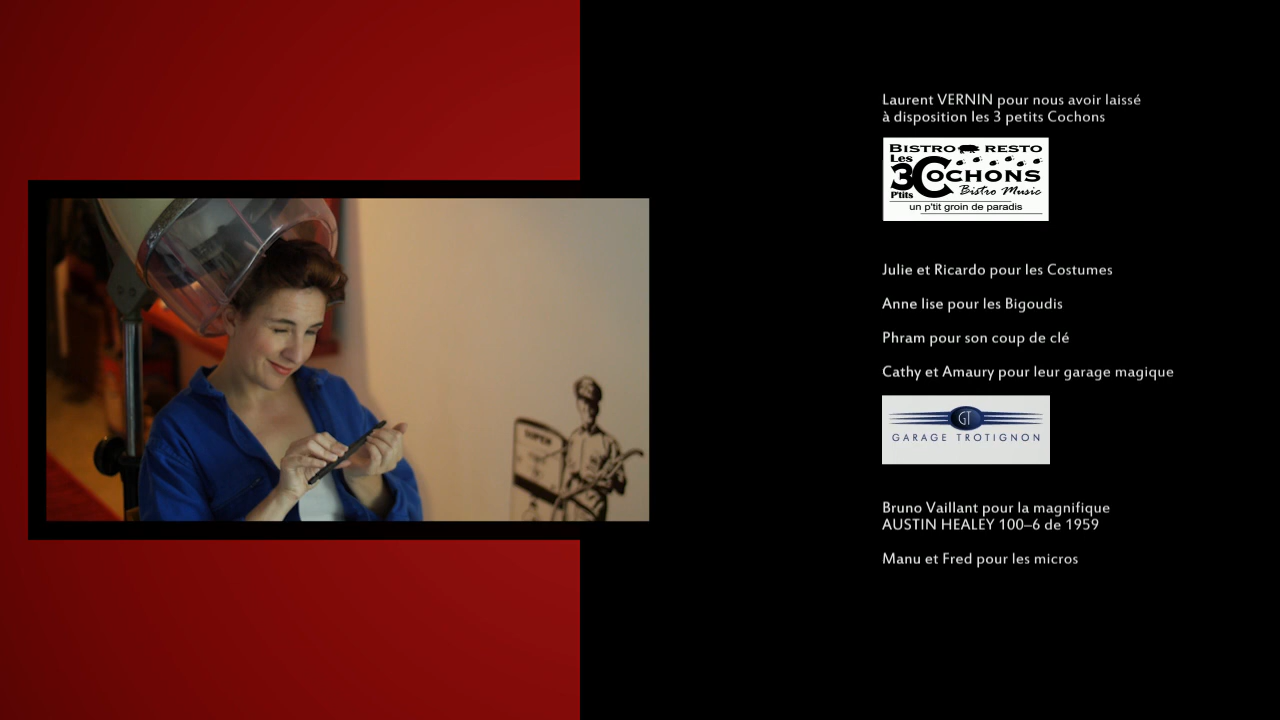 Laurent VERNIN pour nous avoir laissé
à disposition les 3 petits Cochons
BISTRO RESTO
Les
3 COCHONS
P'tits
Bistro Music
un p'tit groin de paradis
Julie et Ricardo pour les Costumes
Anne lise pour les Bigoudis
Phram pour son coup de clé
Cathy et Amaury pour leur garage magique
GT
GARAGE TROTIGNON
SUPER
Bruno Vaillant pour la magnifique
AUSTIN HEALEY 100–6 de 1959
Manu et Fred pour les micros